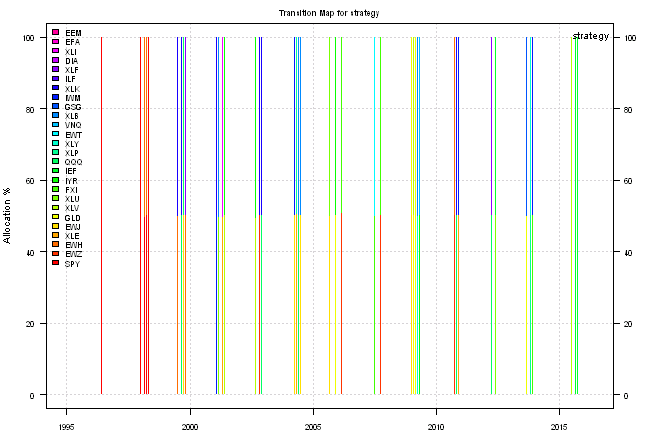 Transition Map for strategy
strategy
100
80
60
40
20
0
Allocation %
100
80
60
40
20
0
EEM
EFA
XLI
DIA
XLF
ILF
XLK
IWM
GSG
XLB
VNQ
EWT
XLY
XLP
QQQ
IEF
IYR
FXI
XLU
XLV
GLD
EWJ
XLE
EWH
EWZ
SPY
1995
2000
2005
2010
2015